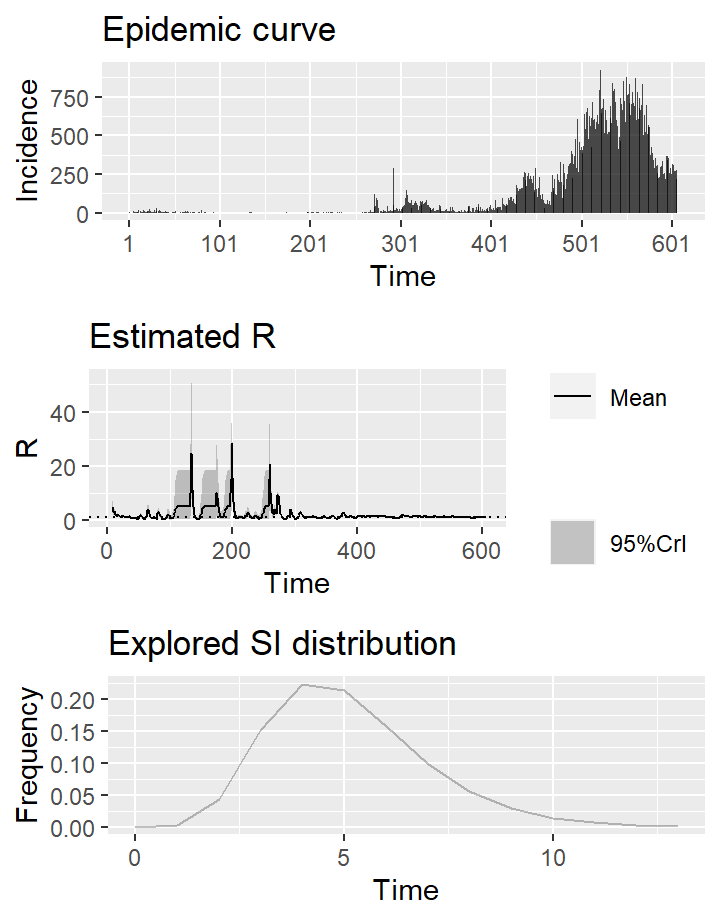 Epidemic curve
Incidence
750
500
250
0
1 101 201 301 401 501 601
Time
Estimated R
R
40
20
0
0 200 400 600
Time
Mean
95%CrI
Explored SI distribution
Frequency
0.20
0.15
0.10
0.05
0.00
0 5 10
Time